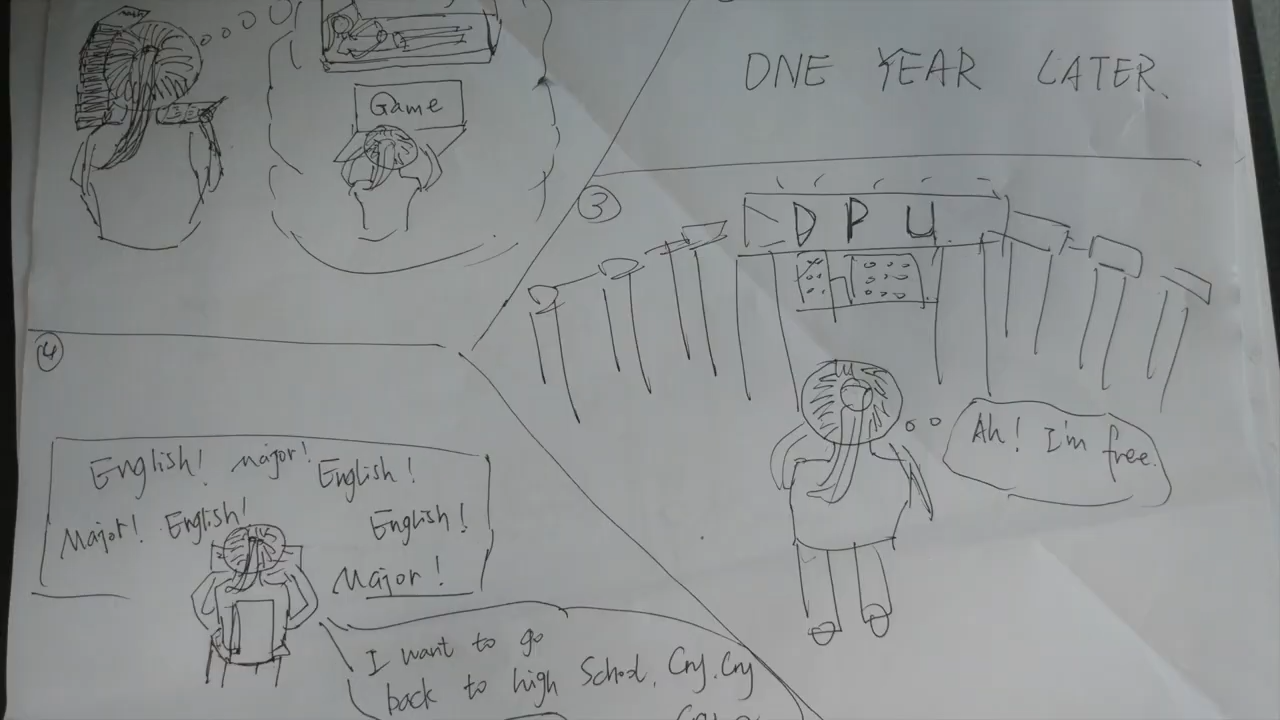 Game
ONE YEAR LATER.
③
DPU
Ah! I'm free.
④
English! major! English!
Major! English! English!
Major!
I want to go
back to high School, Cry, Cry